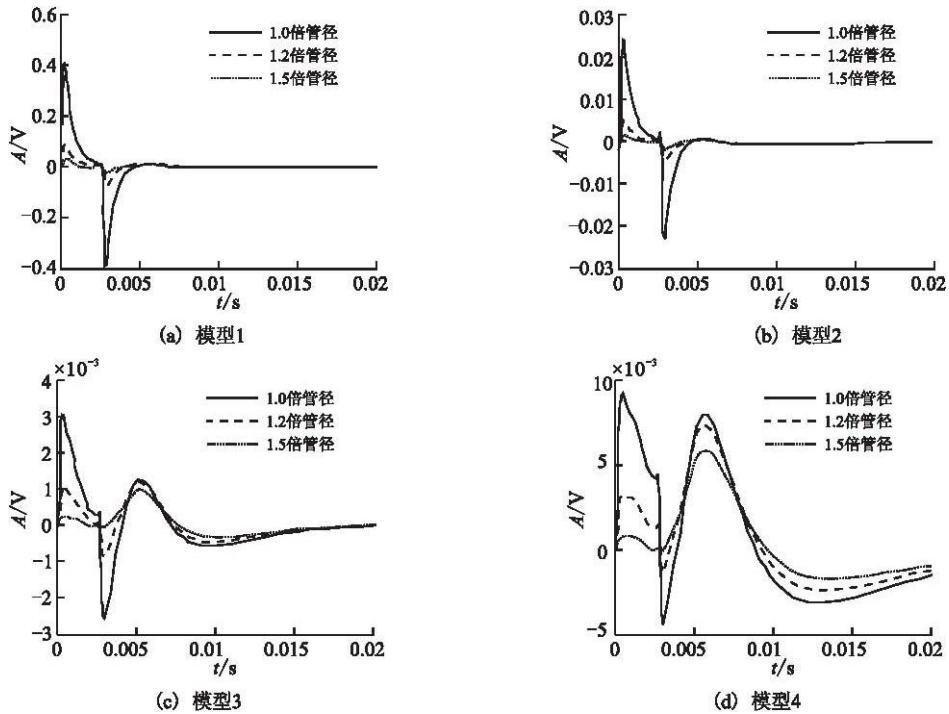 0.6
0.4
0.2
0
−0.2
−0.4
A/V
1.0倍管径
1.2倍管径
1.5倍管径
0 0.005 0.01 0.015 0.02
t/s
(a) 模型1
0.03
0.02
0.01
0
−0.01
−0.02
−0.03
A/V
1.0倍管径
1.2倍管径
1.5倍管径
0 0.005 0.01 0.015 0.02
t/s
(b) 模型2
×10⁻³
4
3
2
1
0
−1
−2
−3
A/V
1.0倍管径
1.2倍管径
1.5倍管径
0 0.005 0.01 0.015 0.02
t/s
(c) 模型3
×10⁻³
10
5
0
−5
A/V
1.0倍管径
1.2倍管径
1.5倍管径
0 0.005 0.01 0.015 0.02
t/s
(d) 模型4